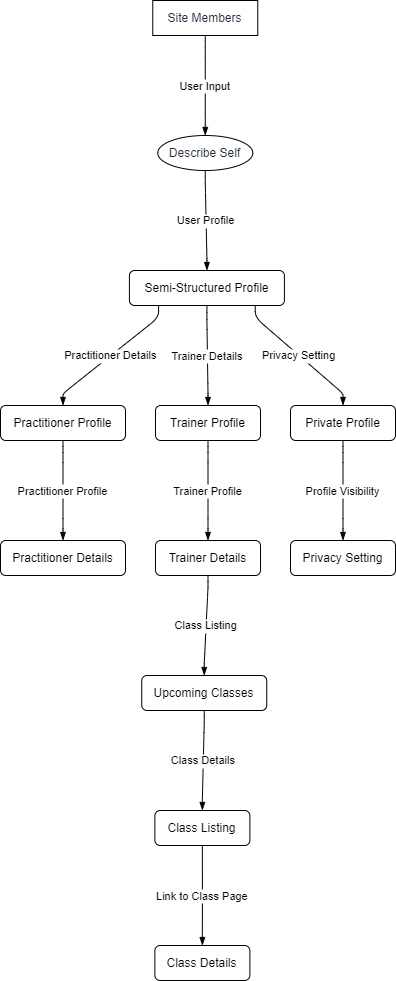 Site Members
User Input
Describe Self
User Profile
Semi-Structured Profile
Practitioner Details
Trainer Details
Privacy Setting
Practitioner Profile
Trainer Profile
Private Profile
Practitioner Profile
Trainer Profile
Profile Visibility
Practitioner Details
Trainer Details
Privacy Setting
Class Listing
Upcoming Classes
Class Details
Class Listing
Link to Class Page
Class Details